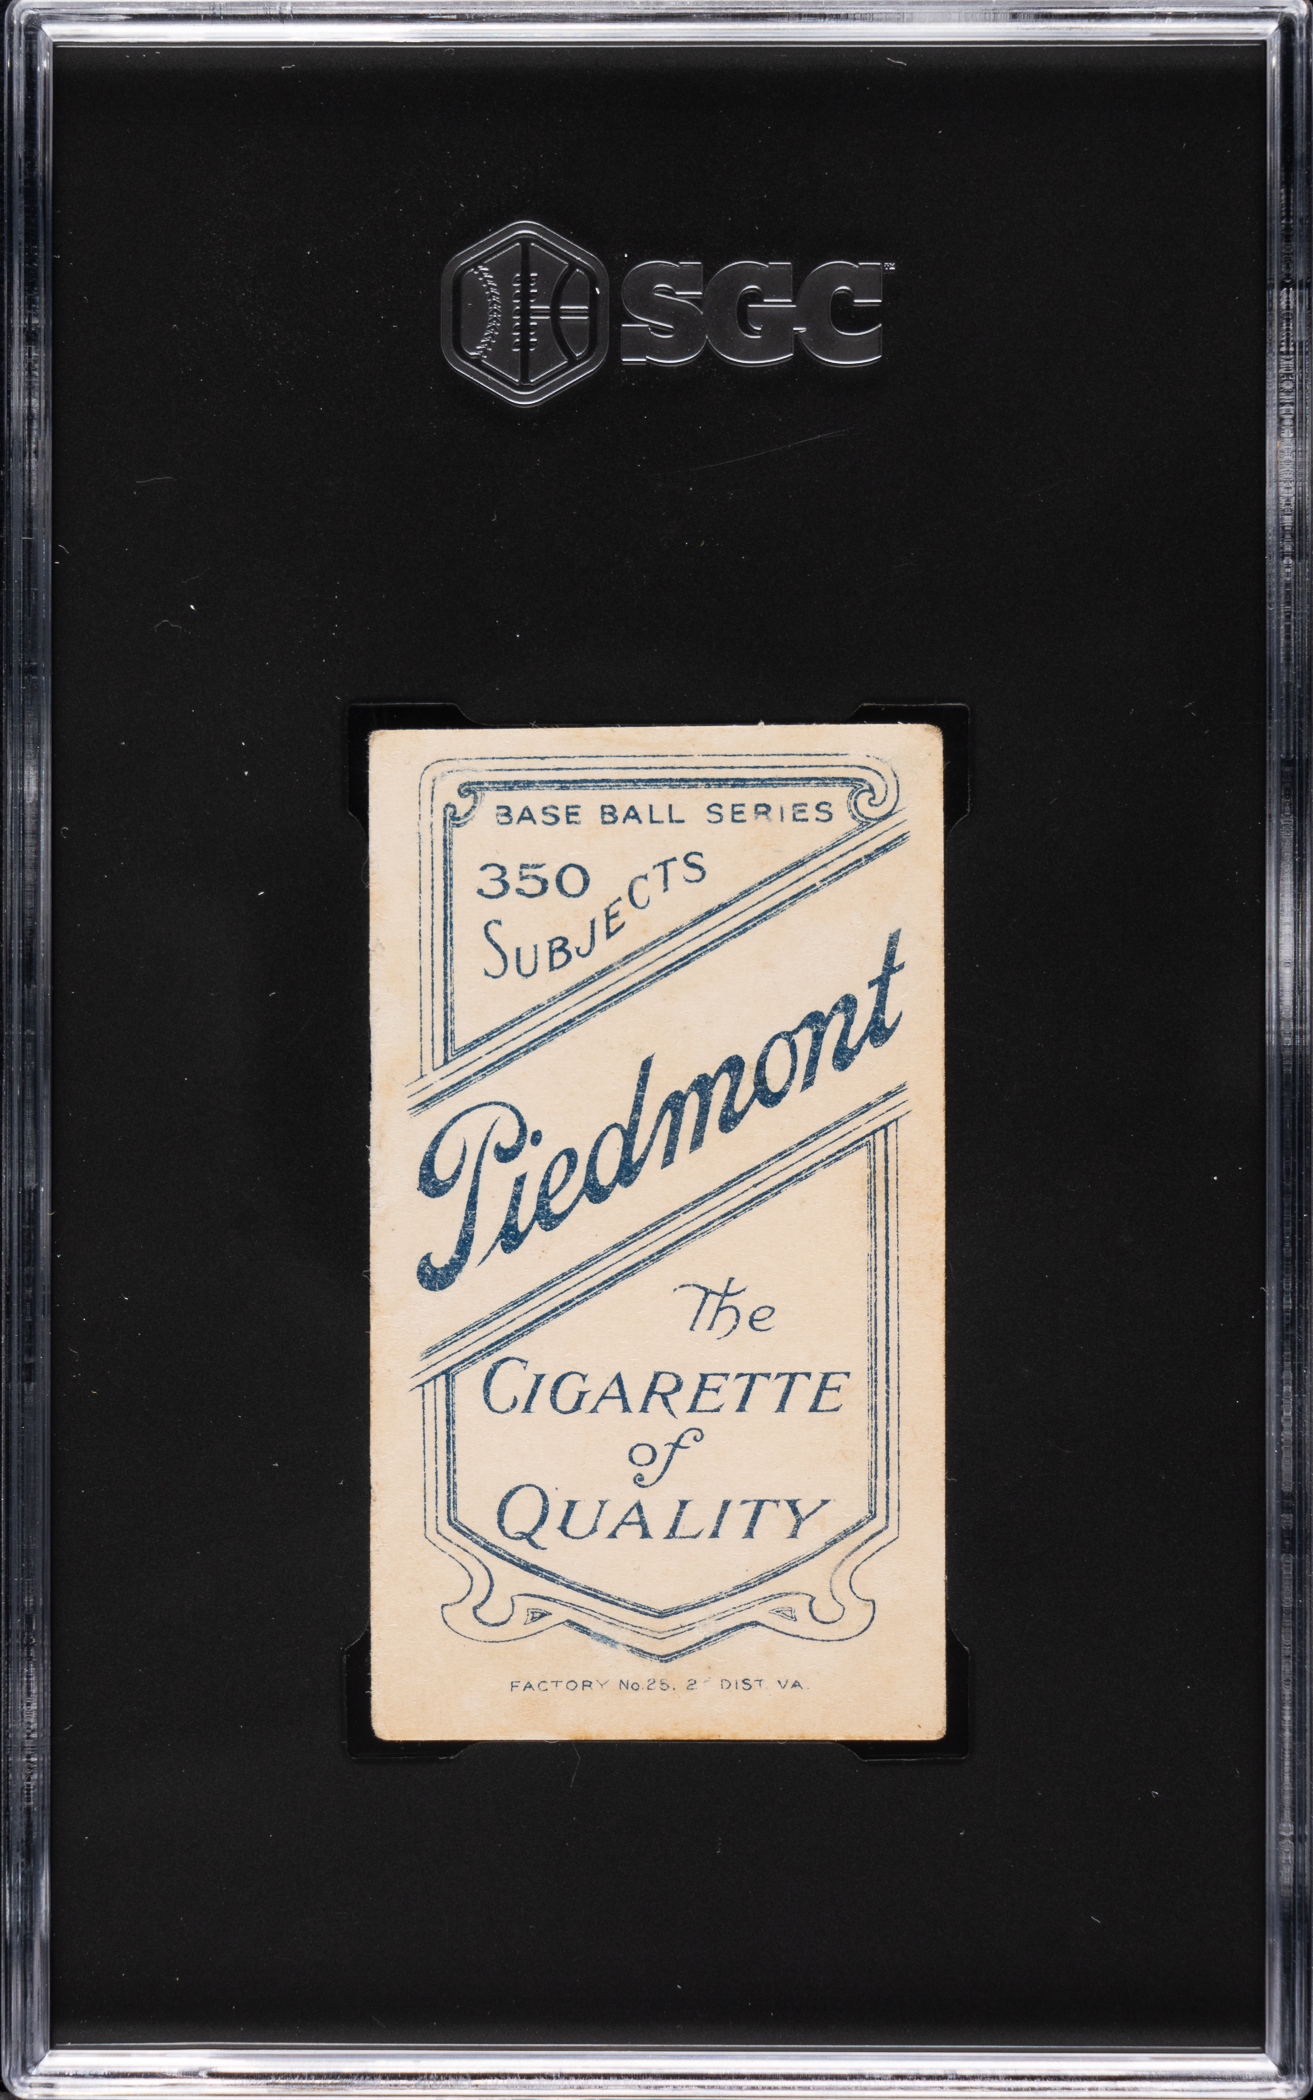 SGC
BASE BALL SERIES
350
SUBJECTS
Piedmont
The
CIGARETTE
of
QUALITY
FACTORY No. 25. 2 DIST. VA.